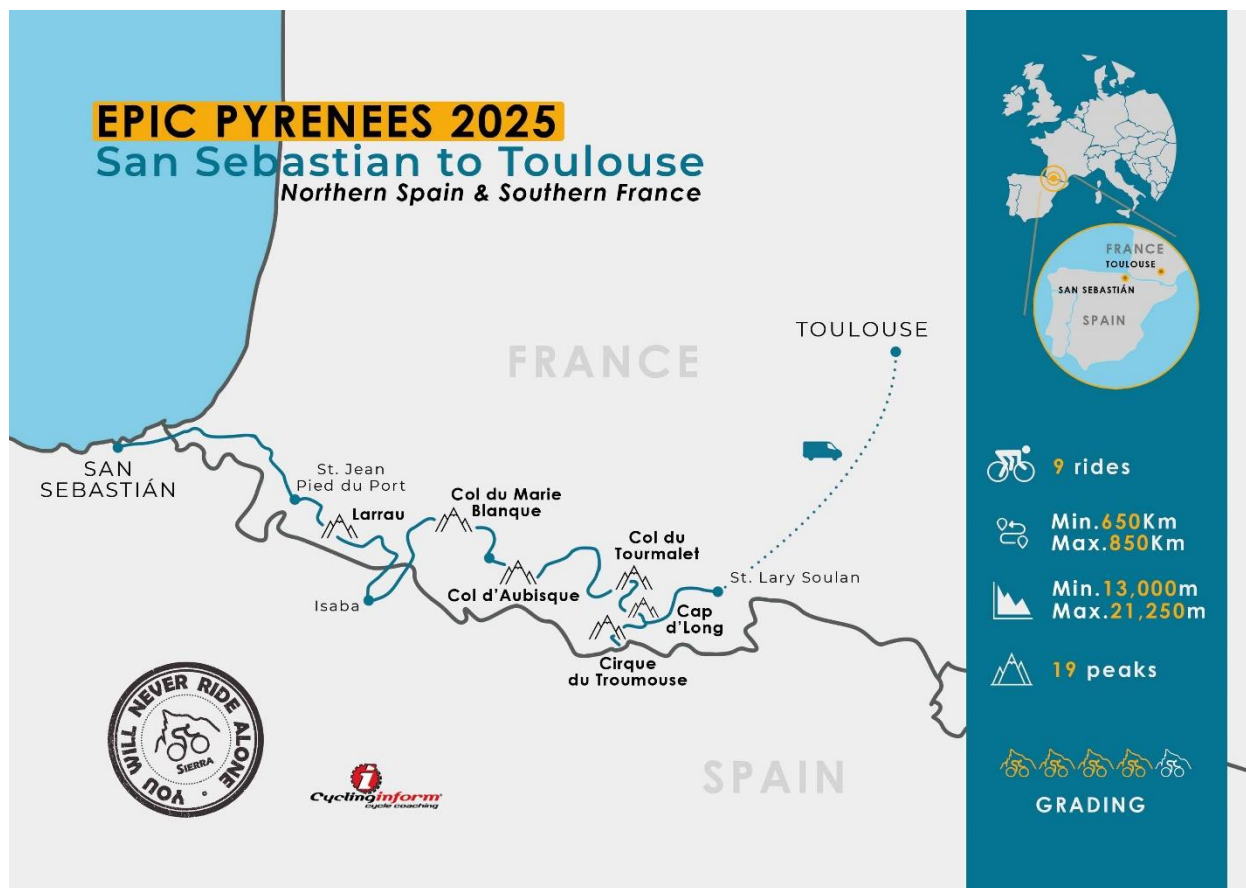 EPIC PYRENEES 2025
San Sebastian to Toulouse
Northern Spain & Southern France
FRANCE
TOULOUSE
SAN
SEBASTIÁN
St. Jean
Pied du Port
Larrau
Isaba
Col du Marie
Blanque
Col d'Aubisque
Col du
Tourmalet
Cap
d'Long
Cirque
du Troumouse
St. Lary Soulan
SPAIN
YOU WILL NEVER RIDE ALONE ·
SIERRA
i
Cyclinginform®
cycle coaching
FRANCE
TOULOUSE
SAN SEBASTIÁN
SPAIN
9 rides
Min.650Km
Max.850Km
Min.13,000m
Max.21,250m
19 peaks
GRADING